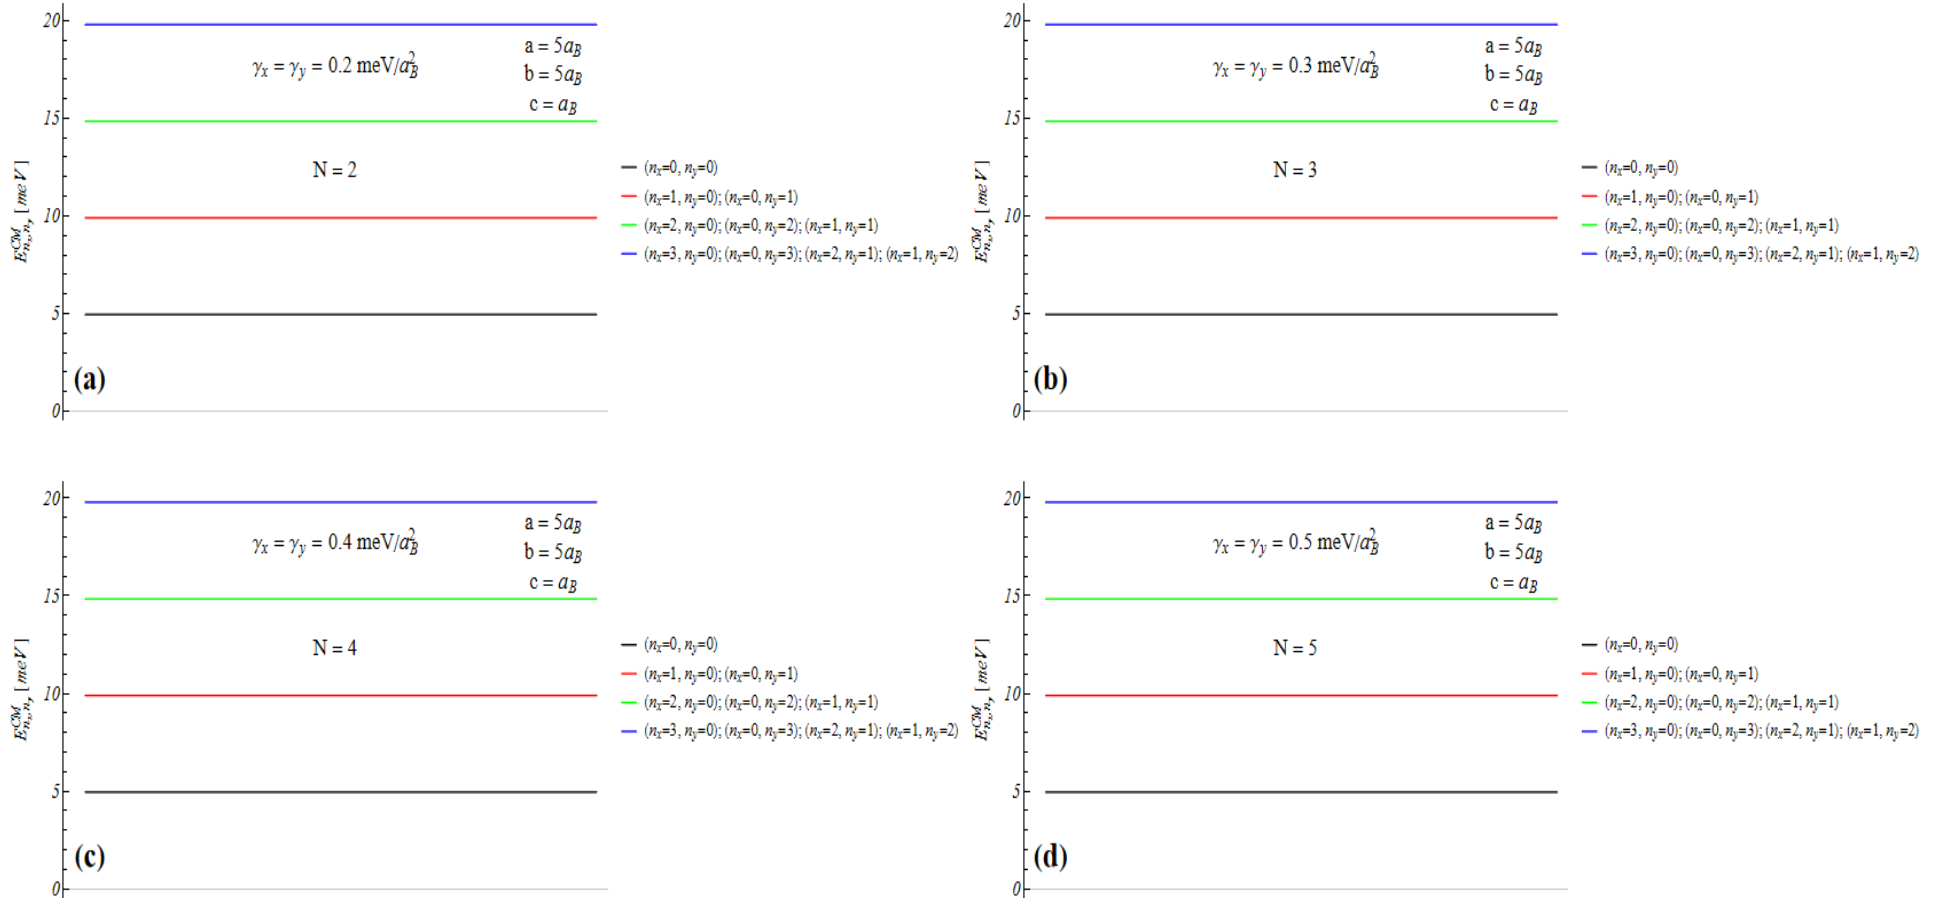 20
γx = γy = 0.2 meV/a²B
a = 5aB
b = 5aB
c = aB
15
N = 2
10
5
0
E^CM_nx,ny [meV]
(nx=0, ny=0)
(nx=1, ny=0); (nx=0, ny=1)
(nx=2, ny=0); (nx=0, ny=2); (nx=1, ny=1)
(nx=3, ny=0); (nx=0, ny=3); (nx=2, ny=1); (nx=1, ny=2)
(a)
20
γx = γy = 0.3 meV/a²B
a = 5aB
b = 5aB
c = aB
15
N = 3
10
5
0
E^CM_nx,ny [meV]
(nx=0, ny=0)
(nx=1, ny=0); (nx=0, ny=1)
(nx=2, ny=0); (nx=0, ny=2); (nx=1, ny=1)
(nx=3, ny=0); (nx=0, ny=3); (nx=2, ny=1); (nx=1, ny=2)
(b)
20
γx = γy = 0.4 meV/a²B
a = 5aB
b = 5aB
c = aB
15
N = 4
10
5
0
E^CM_nx,ny [meV]
(nx=0, ny=0)
(nx=1, ny=0); (nx=0, ny=1)
(nx=2, ny=0); (nx=0, ny=2); (nx=1, ny=1)
(nx=3, ny=0); (nx=0, ny=3); (nx=2, ny=1); (nx=1, ny=2)
(c)
20
γx = γy = 0.5 meV/a²B
a = 5aB
b = 5aB
c = aB
15
N = 5
10
5
0
E^CM_nx,ny [meV]
(nx=0, ny=0)
(nx=1, ny=0); (nx=0, ny=1)
(nx=2, ny=0); (nx=0, ny=2); (nx=1, ny=1)
(nx=3, ny=0); (nx=0, ny=3); (nx=2, ny=1); (nx=1, ny=2)
(d)